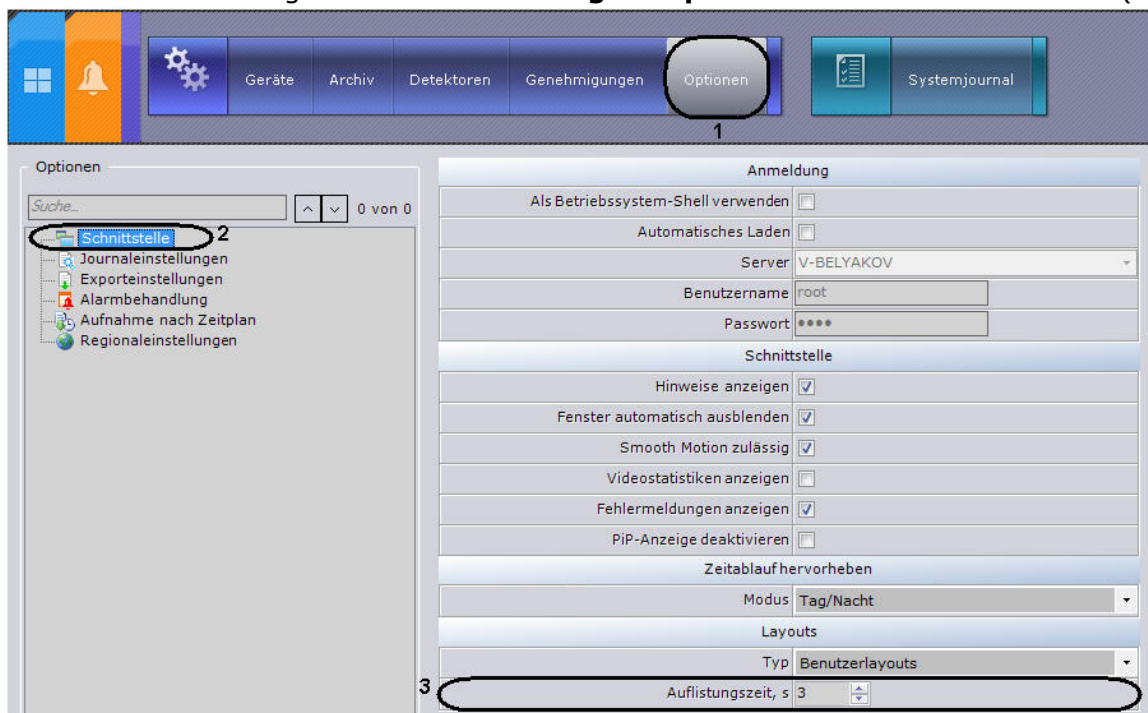 Geräte Archiv Detektoren Genehmigungen Optionen Systemjournal
1
Optionen
Suche...
0 von 0
Schnittstelle 2
Journaleinstellungen
Exporteinstellungen
Alarmbehandlung
Aufnahme nach Zeitplan
Regionaleinstellungen
Anmeldung
Als Betriebssystem-Shell verwenden
Automatisches Laden
Server V-BELYAKOV
Benutzername root
Passwort ••••
Schnittstelle
Hinweise anzeigen
Fenster automatisch ausblenden
Smooth Motion zulässig
Videostatistiken anzeigen
Fehlermeldungen anzeigen
PiP-Anzeige deaktivieren
Zeitablauf hervorheben
Modus Tag/Nacht
Layouts
Typ Benutzerlayouts
3 Auflistungszeit, s 3